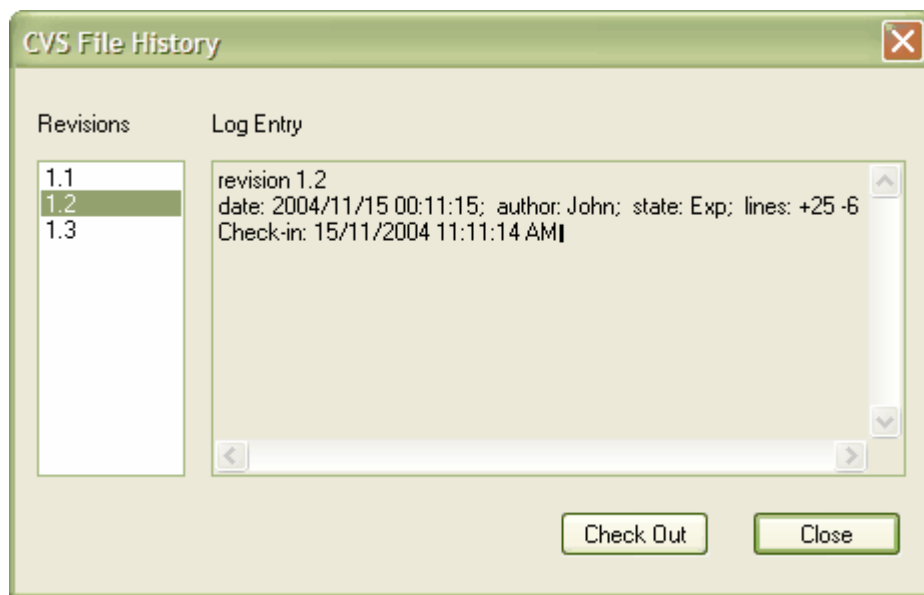 CVS File History
Revisions
Log Entry
1.1
1.2
1.3
revision 1.2
date: 2004/11/15 00:11:15;  author: John;  state: Exp;  lines: +25 -6
Check-in: 15/11/2004 11:11:14 AM
Check Out
Close